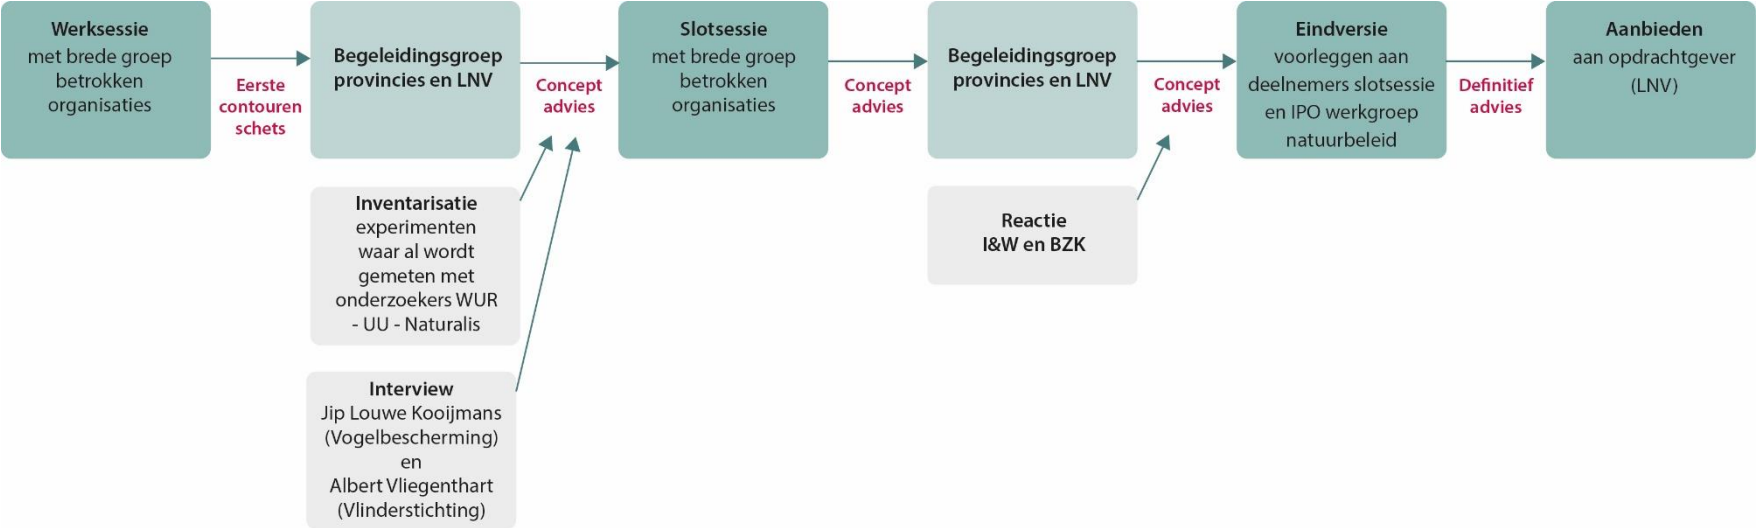 Werksessie
met brede groep
betrokken
organisaties
Eerste
contouren
schets
Begeleidingsgroep
provincies en LNV
Concept
advies
Inventarisatie
experimenten
waar al wordt
gemeten met
onderzoekers WUR
- UU - Naturalis
Interview
Jip Louwe Kooijmans
(Vogelbescherming)
en
Albert Vliegenthart
(Vlinderstichting)
Slotsessie
met brede groep
betrokken
organisaties
Concept
advies
Begeleidingsgroep
provincies en LNV
Reactie
I&W en BZK
Concept
advies
Eindversie
voorleggen aan
deelnemers slotsessie
en IPO werkgroep
natuurbeleid
Definitief
advies
Aanbieden
aan opdrachtgever
(LNV)